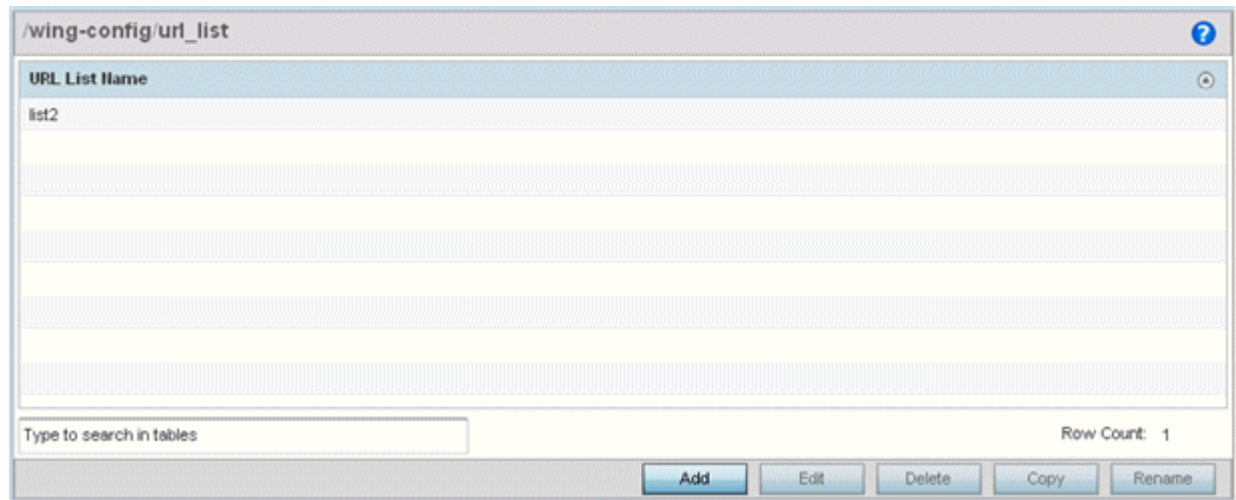 /wing-config/url_list
?
URL List Name
list2
Type to search in tables
Row Count: 1
Add Edit Delete Copy Rename